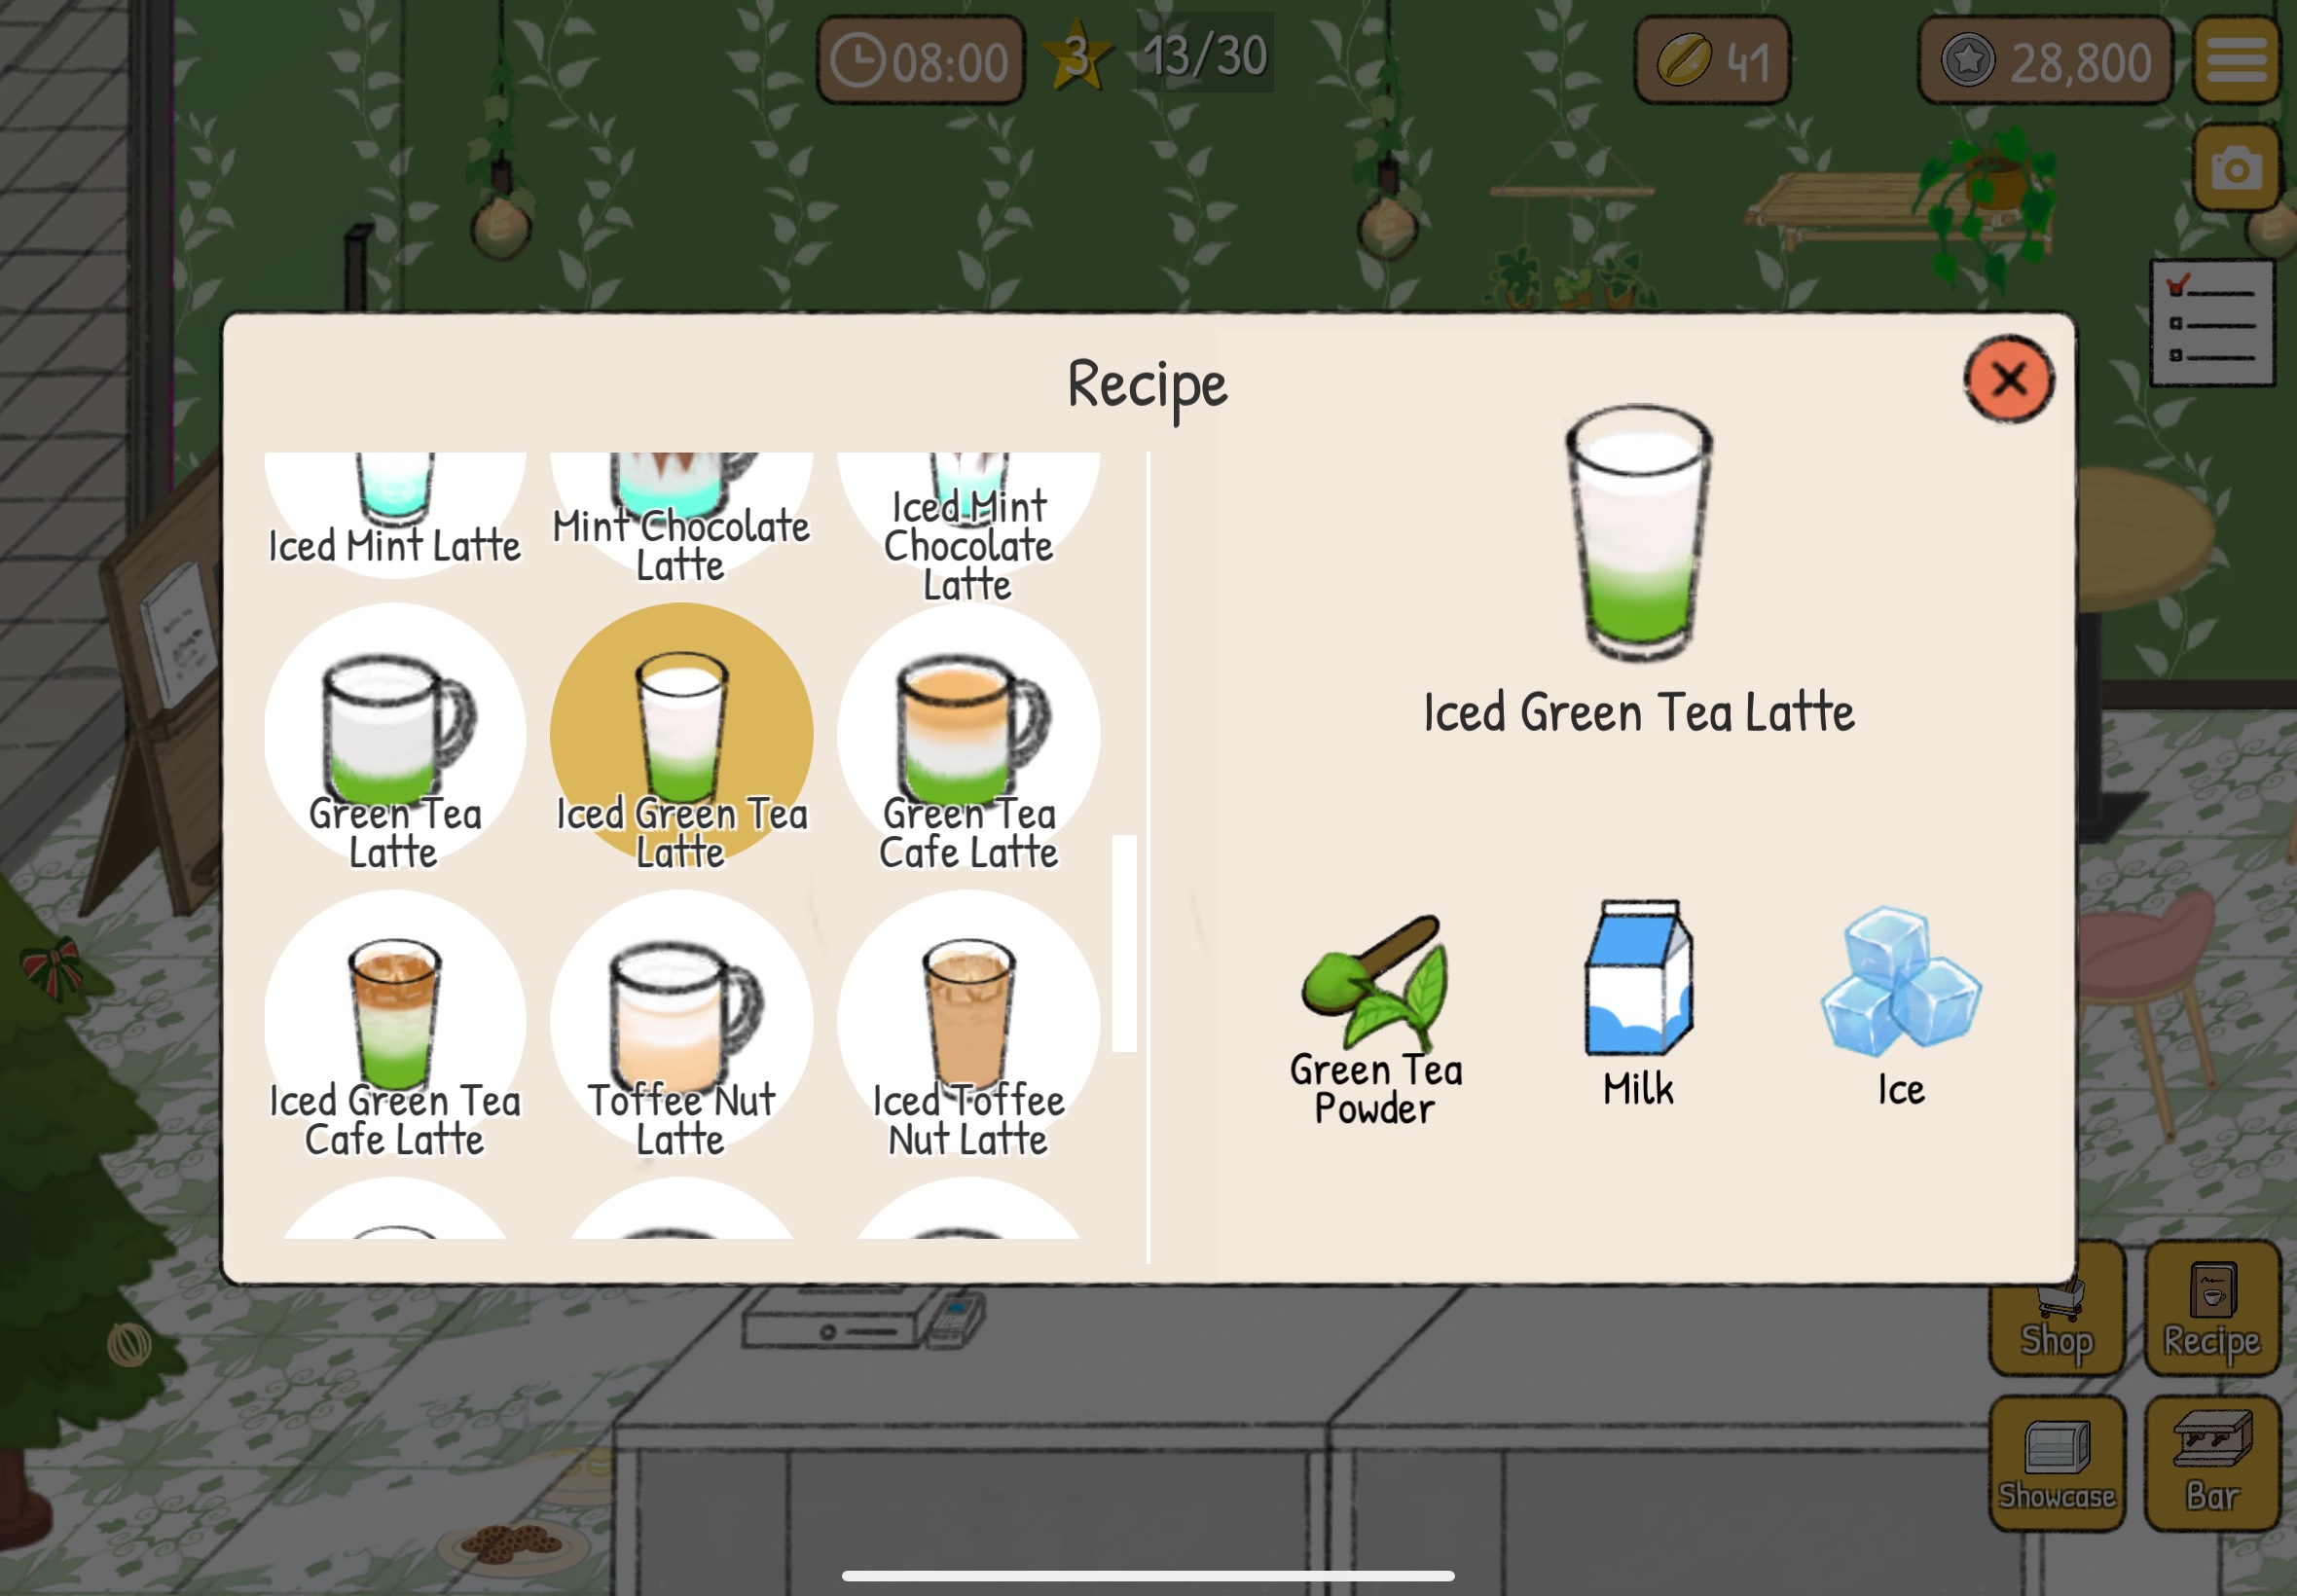 08:00
3
13/30
41
28,800
Recipe
Iced Mint Latte
Mint Chocolate
Latte
Iced Mint
Chocolate
Latte
Green Tea
Latte
Iced Green Tea
Latte
Green Tea
Cafe Latte
Iced Green Tea
Cafe Latte
Toffee Nut
Latte
Iced Toffee
Nut Latte
Iced Green Tea Latte
Green Tea
Powder
Milk
Ice
Shop
Recipe
Showcase
Bar